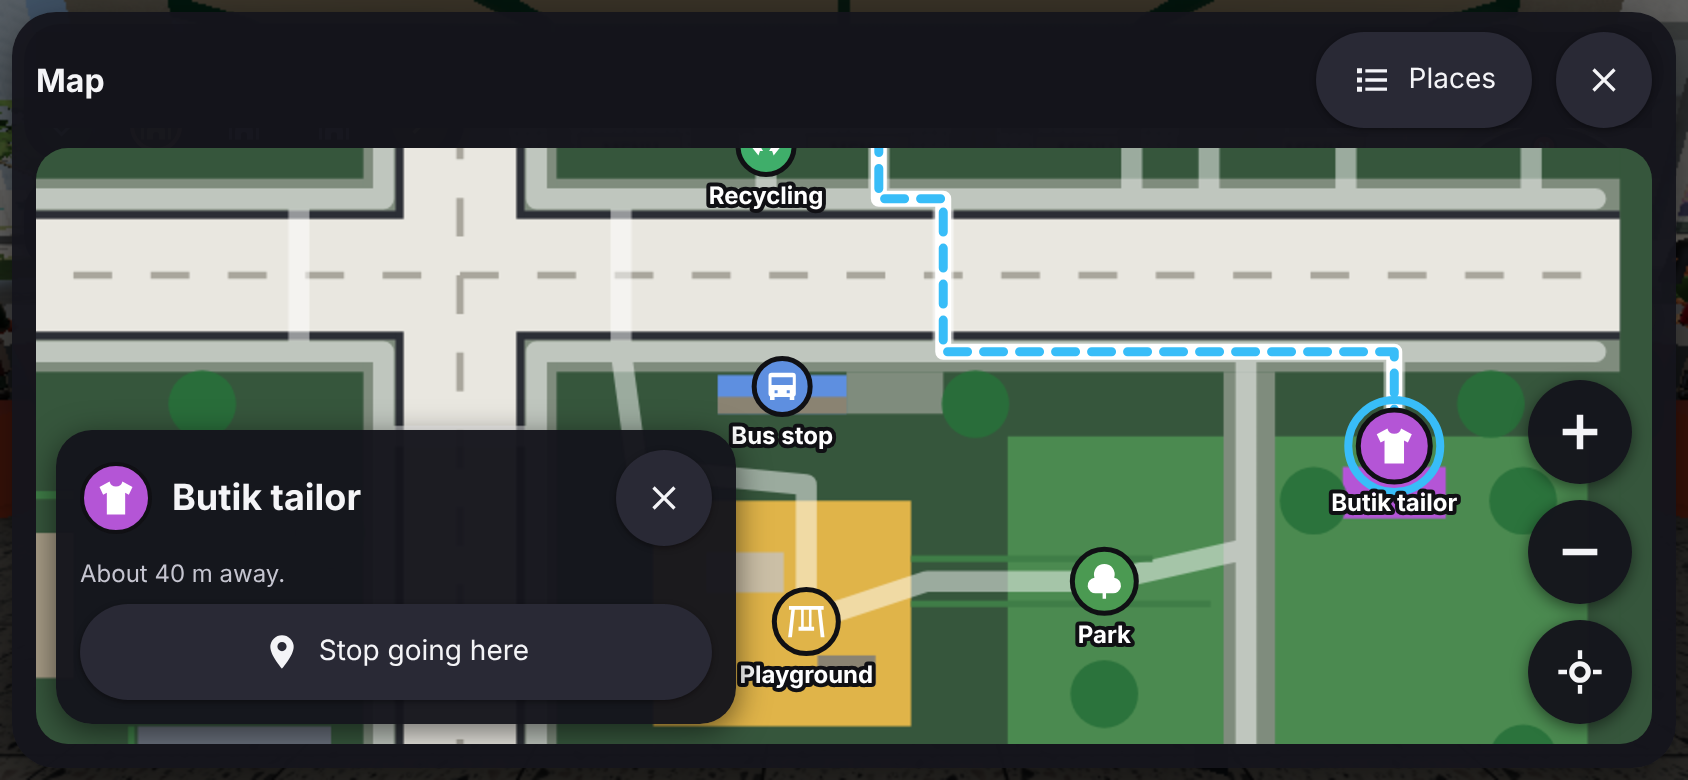 Map
Places
Recycling
Bus stop
Butik tailor
Butik tailor
About 40 m away.
Park
Stop going here
Playground